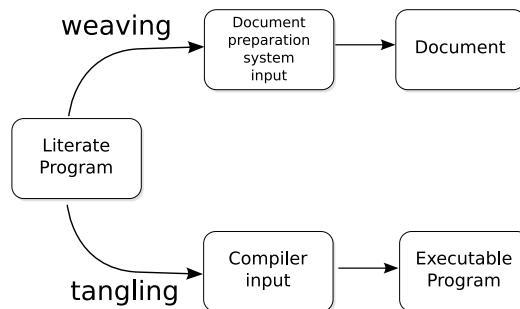 weaving
Document
preparation
system
input
Document
Literate
Program
Compiler
input
Executable
Program
tangling